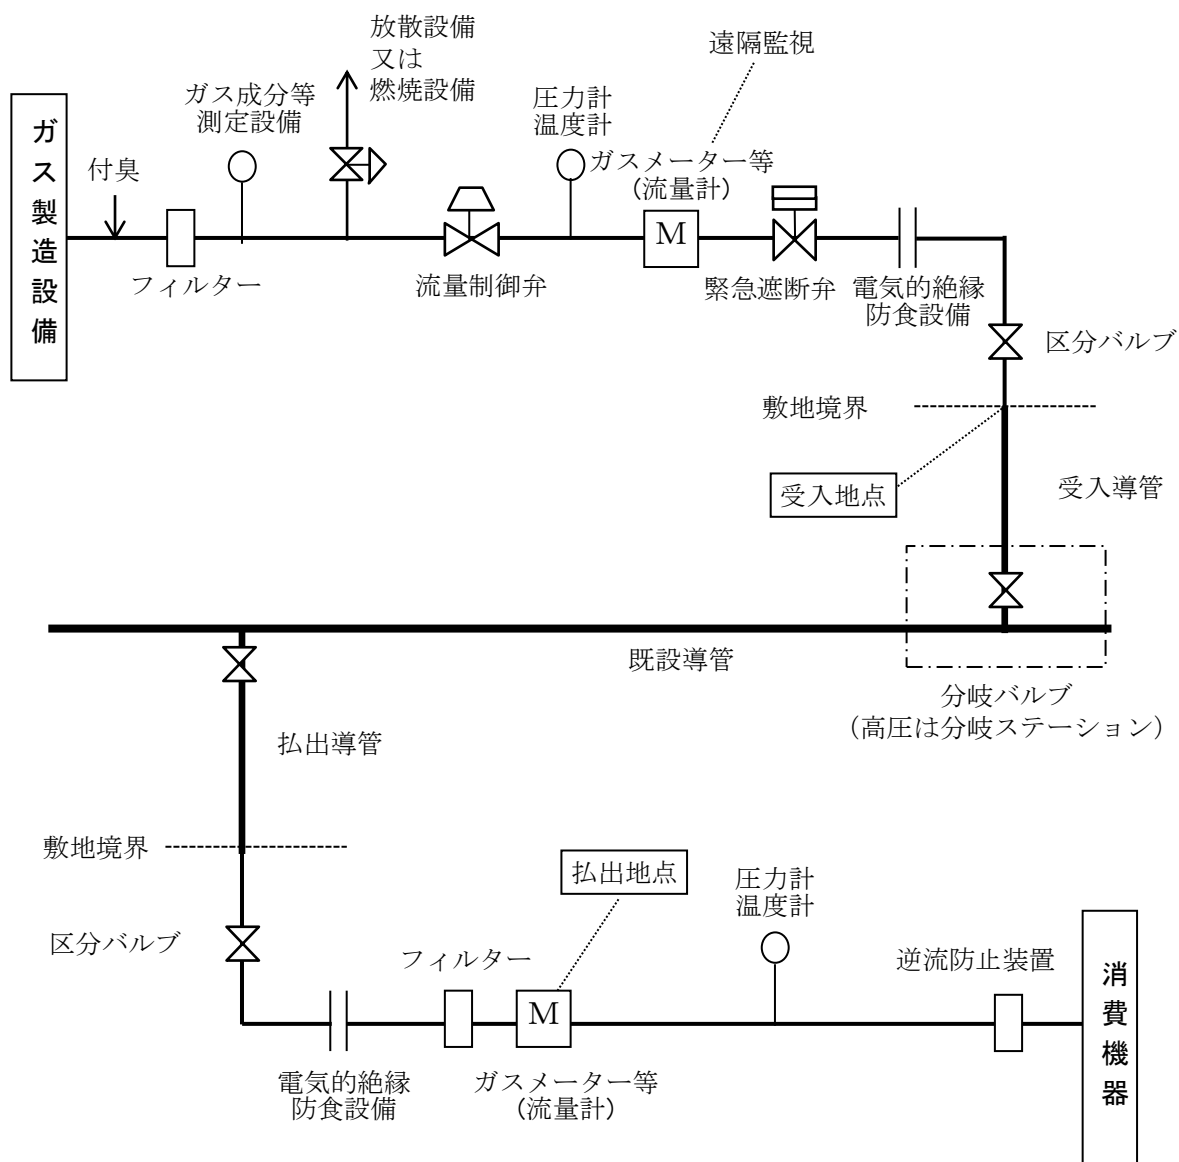 放散設備
又は
燃焼設備
遠隔監視
ガス成分等
測定設備
圧力計
温度計
ガス製造設備
付臭
ガスメーター等
(流量計)
M
フィルター
流量制御弁
緊急遮断弁
電気的絶縁
防食設備
区分バルブ
敷地境界
受入地点
受入導管
既設導管
分岐バルブ
（高圧は分岐ステーション）
払出導管
敷地境界
払出地点
圧力計
温度計
区分バルブ
フィルター
逆流防止装置
消費機器
M
電気的絶縁
防食設備
ガスメーター等
(流量計)